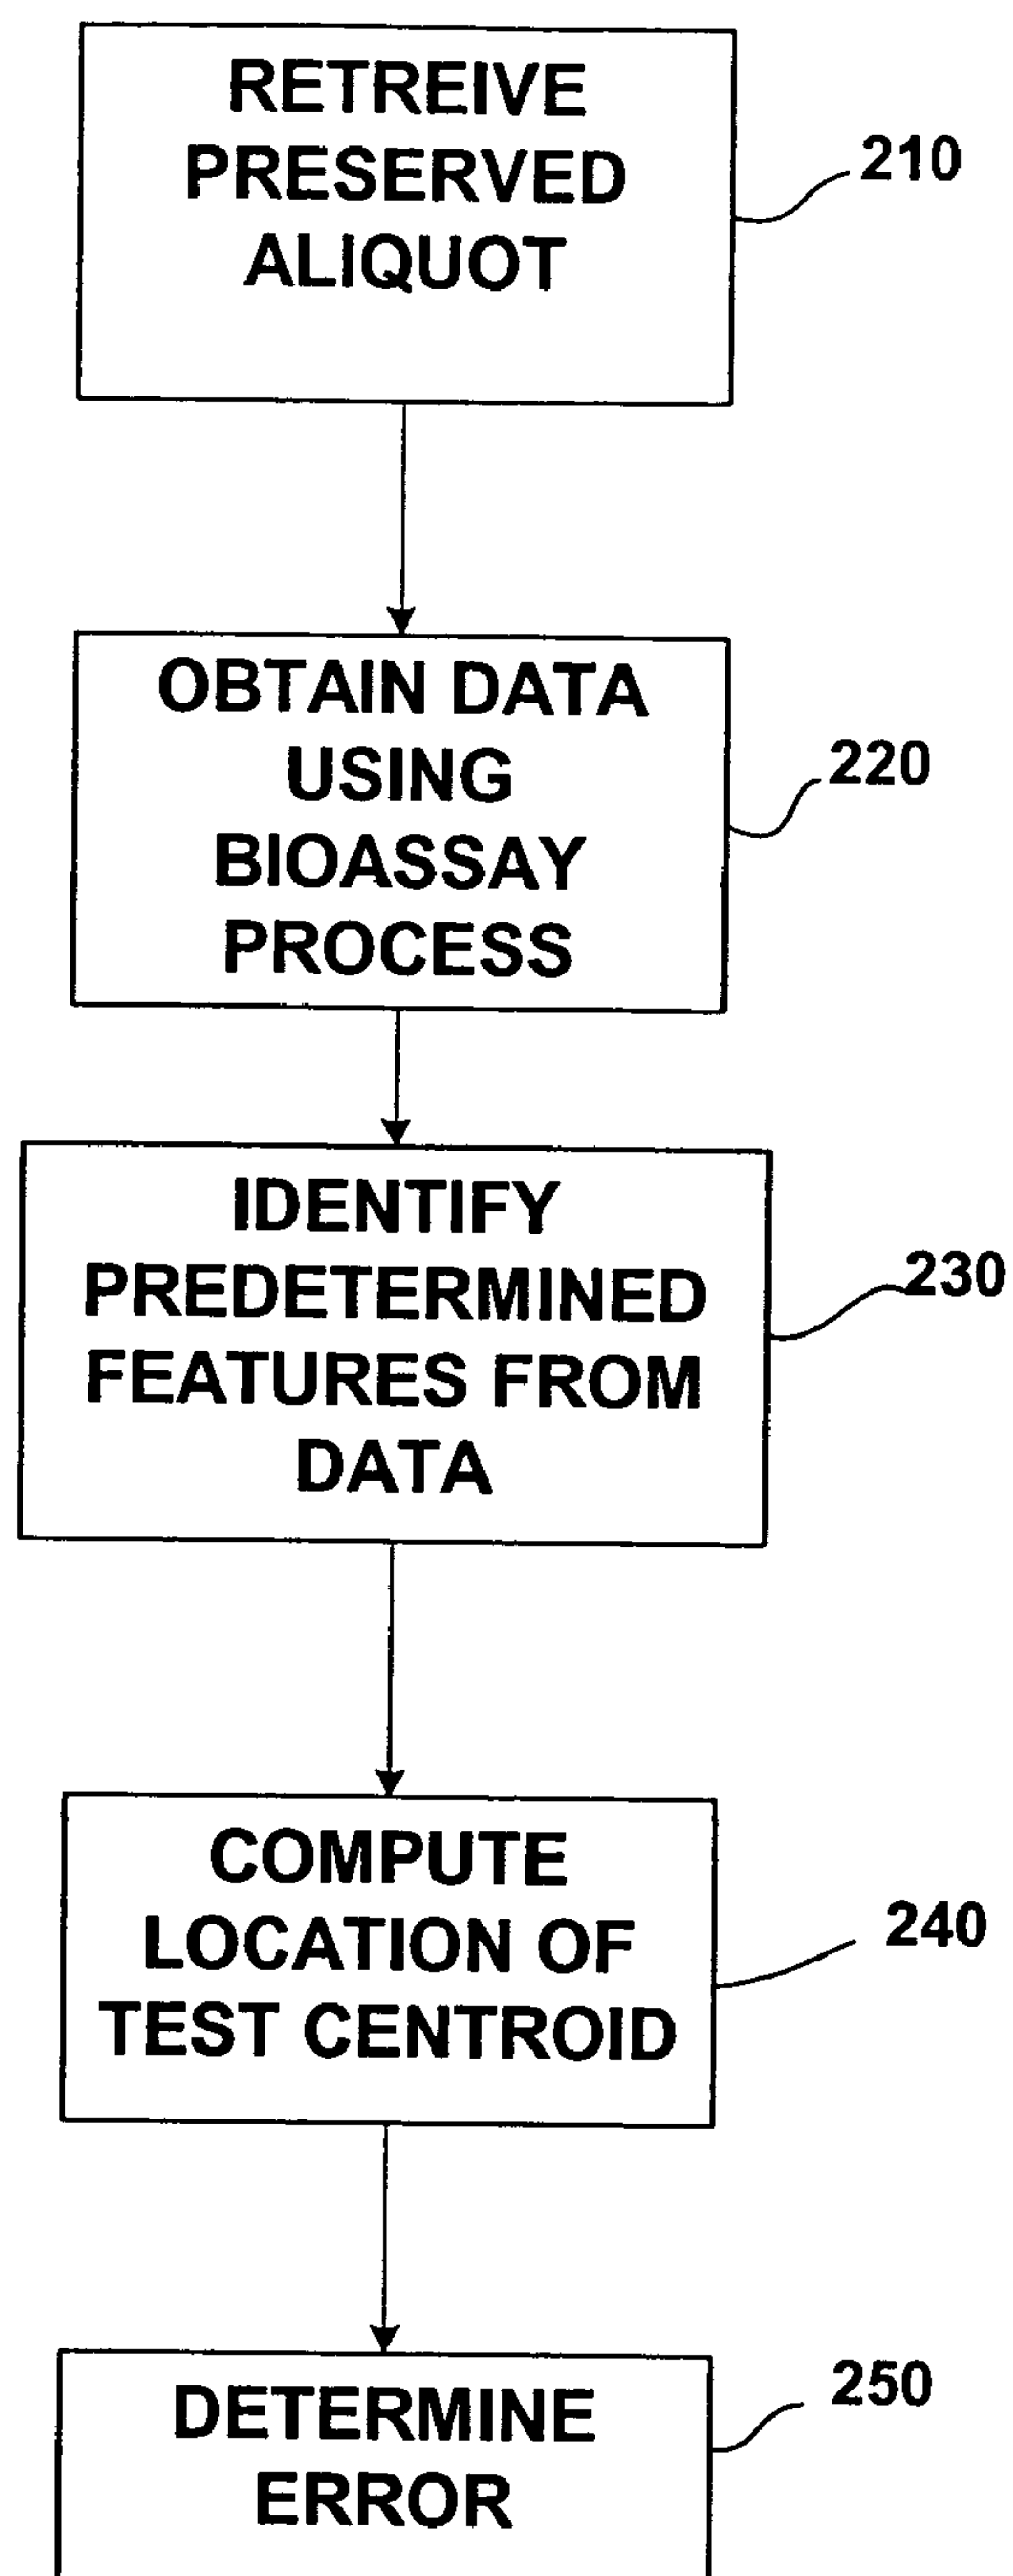 RETREIVE
PRESERVED
ALIQUOT
210
OBTAIN DATA
USING
BIOASSAY
PROCESS
220
IDENTIFY
PREDETERMINED
FEATURES FROM
DATA
230
COMPUTE
LOCATION OF
TEST CENTROID
240
DETERMINE
ERROR
250